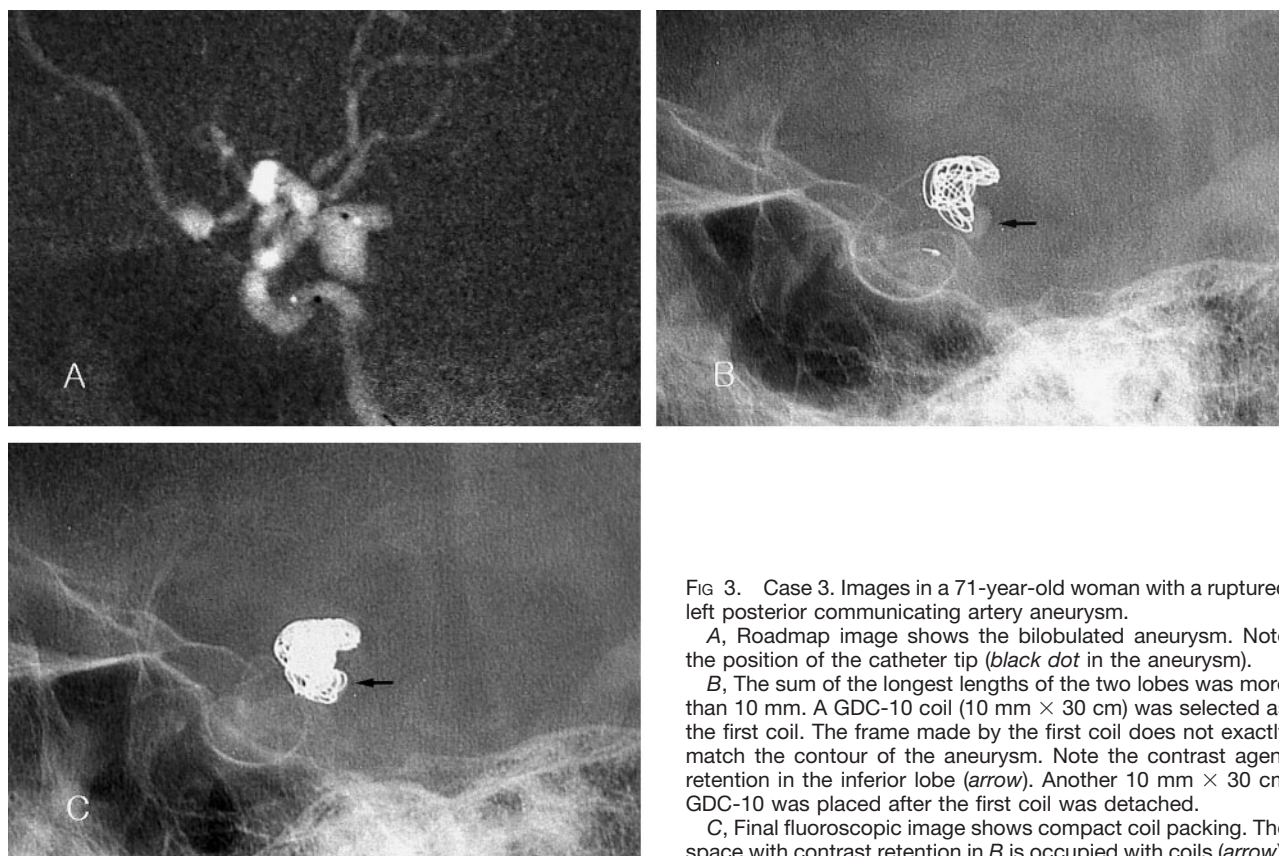 A
B
C
FIG 3. Case 3. Images in a 71-year-old woman with a ruptured
left posterior communicating artery aneurysm.
A, Roadmap image shows the bilobulated aneurysm. Note
the position of the catheter tip (black dot in the aneurysm).
B, The sum of the longest lengths of the two lobes was more
than 10 mm. A GDC-10 coil (10 mm × 30 cm) was selected as
the first coil. The frame made by the first coil does not exactly
match the contour of the aneurysm. Note the contrast agent
retention in the inferior lobe (arrow). Another 10 mm × 30 cm
GDC-10 was placed after the first coil was detached.
C, Final fluoroscopic image shows compact coil packing. The
space with contrast retention in B is occupied with coils (arrow).